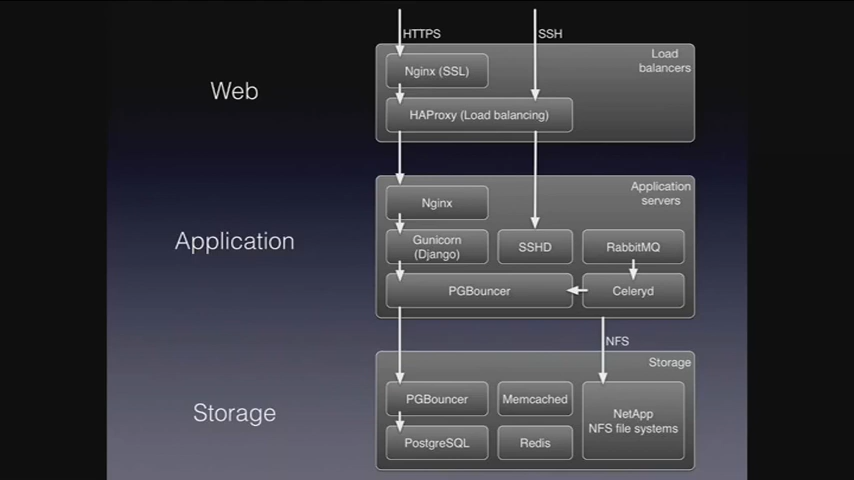 HTTPS
SSH
Web
Nginx (SSL)
Load
balancers
HAProxy (Load balancing)
Application
Application
servers
Nginx
Gunicorn
(Django)
SSHD
RabbitMQ
PGBouncer
Celeryd
NFS
Storage
Storage
PGBouncer
Memcached
NetApp
NFS file systems
PostgreSQL
Redis